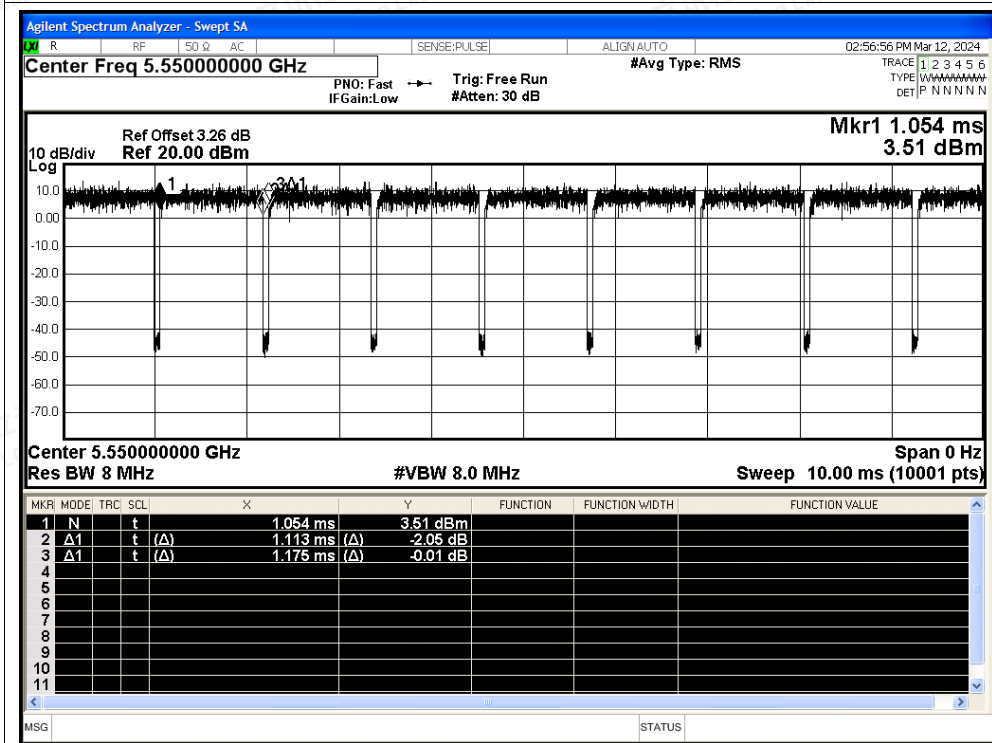 Agilent Spectrum Analyzer - Swept SA
LXI R RF 50 Ω AC SENSE:PULSE ALIGN AUTO 02:56:56 PM Mar 12, 2024
Center Freq 5.550000000 GHz #Avg Type: RMS TRACE 1 2 3 4 5 6
PNO: Fast Trig: Free Run TYPE W
IFGain:Low #Atten: 30 dB DET P N N N N N
Mkr1 1.054 ms
Ref Offset 3.26 dB
10 dB/div Ref 20.00 dBm 3.51 dBm
Log
1 3Δ1
10.0
0.00
-10.0
-20.0
-30.0
-40.0
-50.0
-60.0
-70.0
Center 5.550000000 GHz Span 0 Hz
Res BW 8 MHz #VBW 8.0 MHz Sweep 10.00 ms (10001 pts)
MKR MODE TRC SCL X Y FUNCTION FUNCTION WIDTH FUNCTION VALUE
1 N t 1.054 ms 3.51 dBm
2 Δ1 t (Δ) 1.113 ms (Δ) -2.05 dB
3 Δ1 t (Δ) 1.175 ms (Δ) -0.01 dB
4
5
6
7
8
9
10
11
MSG STATUS